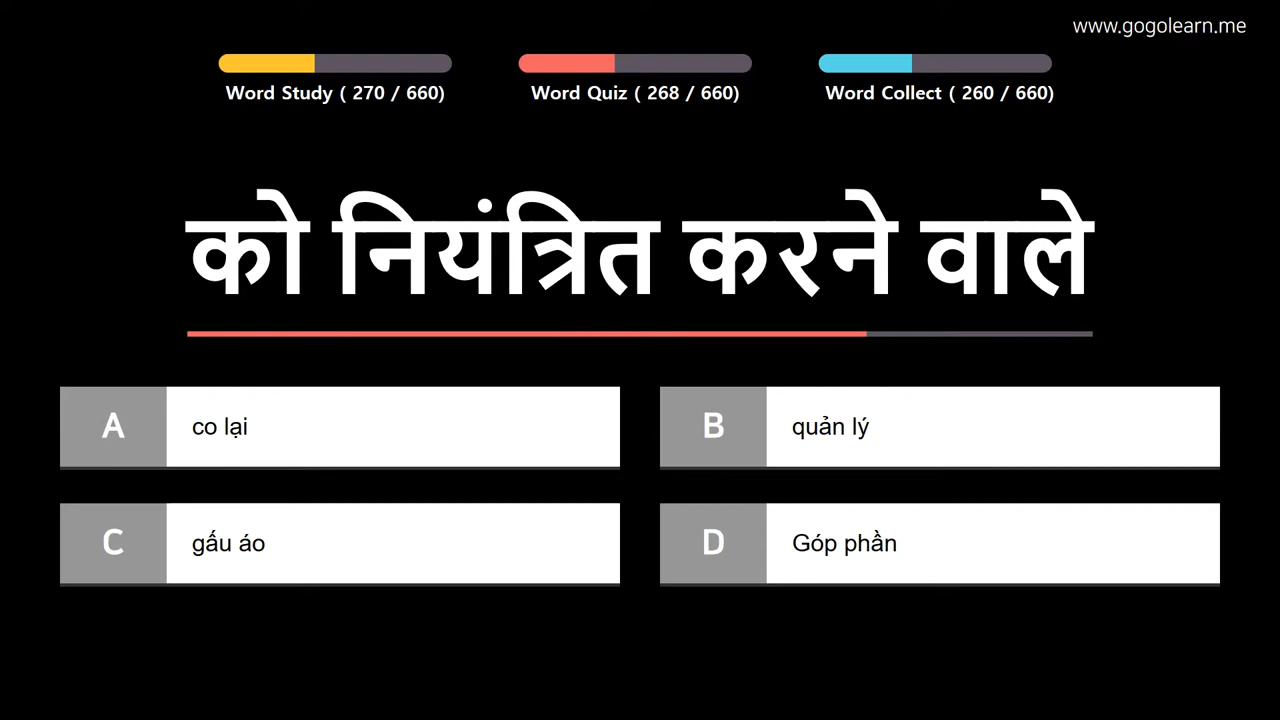 www.gogolearn.me
Word Study ( 270 / 660)
Word Quiz ( 268 / 660)
Word Collect ( 260 / 660)
को नियंत्रित करने वाले
A
co lại
B
quản lý
C
gấu áo
D
Góp phần